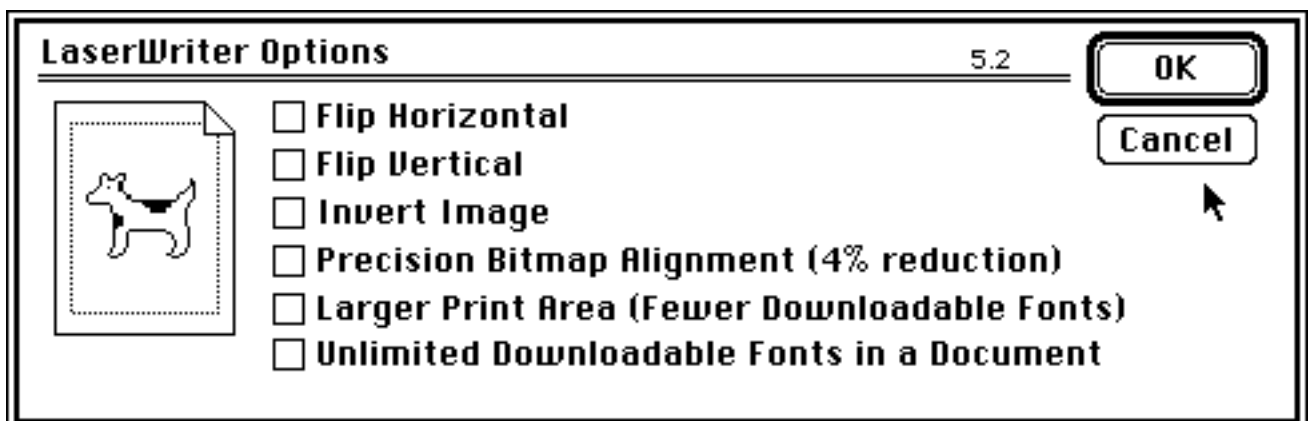 LaserWriter Options
5.2
OK
Flip Horizontal
Cancel
Flip Vertical
Invert Image
Precision Bitmap Alignment (4% reduction)
Larger Print Area (Fewer Downloadable Fonts)
Unlimited Downloadable Fonts in a Document